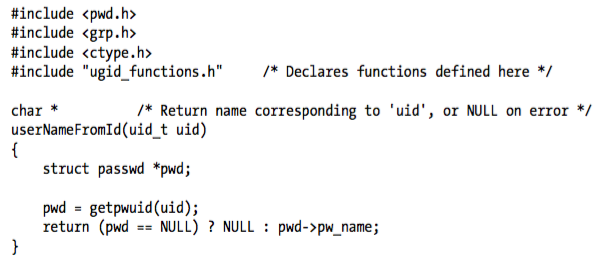 #include <pwd.h>
#include <grp.h>
#include <ctype.h>
#include "ugid_functions.h"     /* Declares functions defined here */

char *          /* Return name corresponding to 'uid', or NULL on error */
userNameFromId(uid_t uid)
{
    struct passwd *pwd;

    pwd = getpwuid(uid);
    return (pwd == NULL) ? NULL : pwd->pw_name;
}